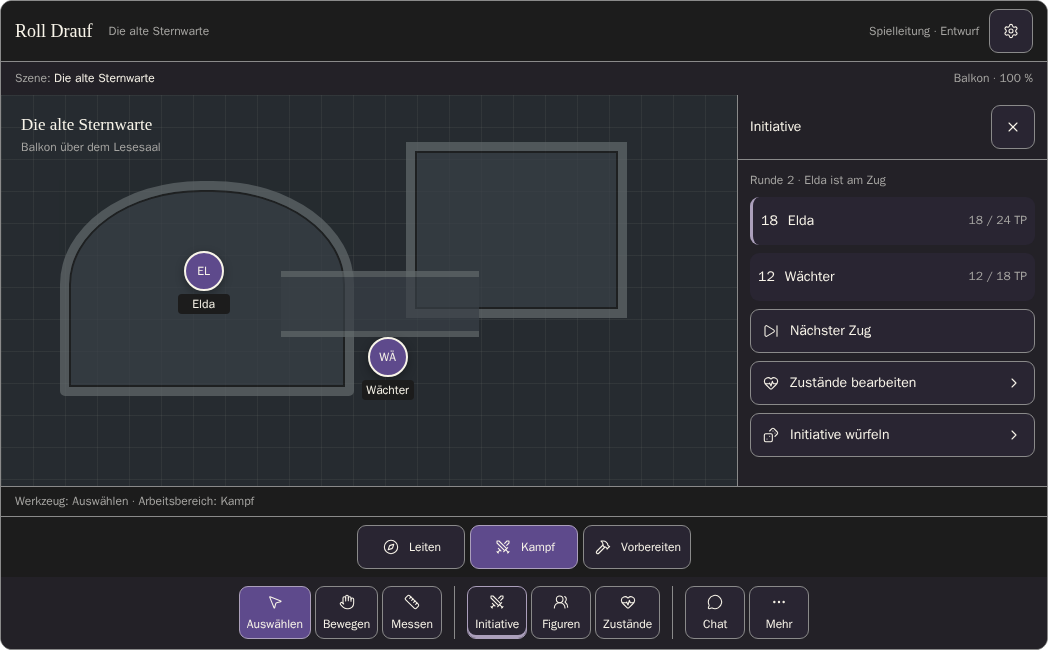 Roll Drauf
Die alte Sternwarte
Spielleitung · Entwurf
Szene: Die alte Sternwarte
Balkon · 100 %
Die alte Sternwarte
Balkon über dem Lesesaal
EL
Elda
WÄ
Wächter
Initiative
Runde 2 · Elda ist am Zug
18 Elda 18 / 24 TP
12 Wächter 12 / 18 TP
Nächster Zug
Zustände bearbeiten
Initiative würfeln
Werkzeug: Auswählen · Arbeitsbereich: Kampf
Leiten Kampf Vorbereiten
Auswählen Bewegen Messen Initiative Figuren Zustände Chat Mehr